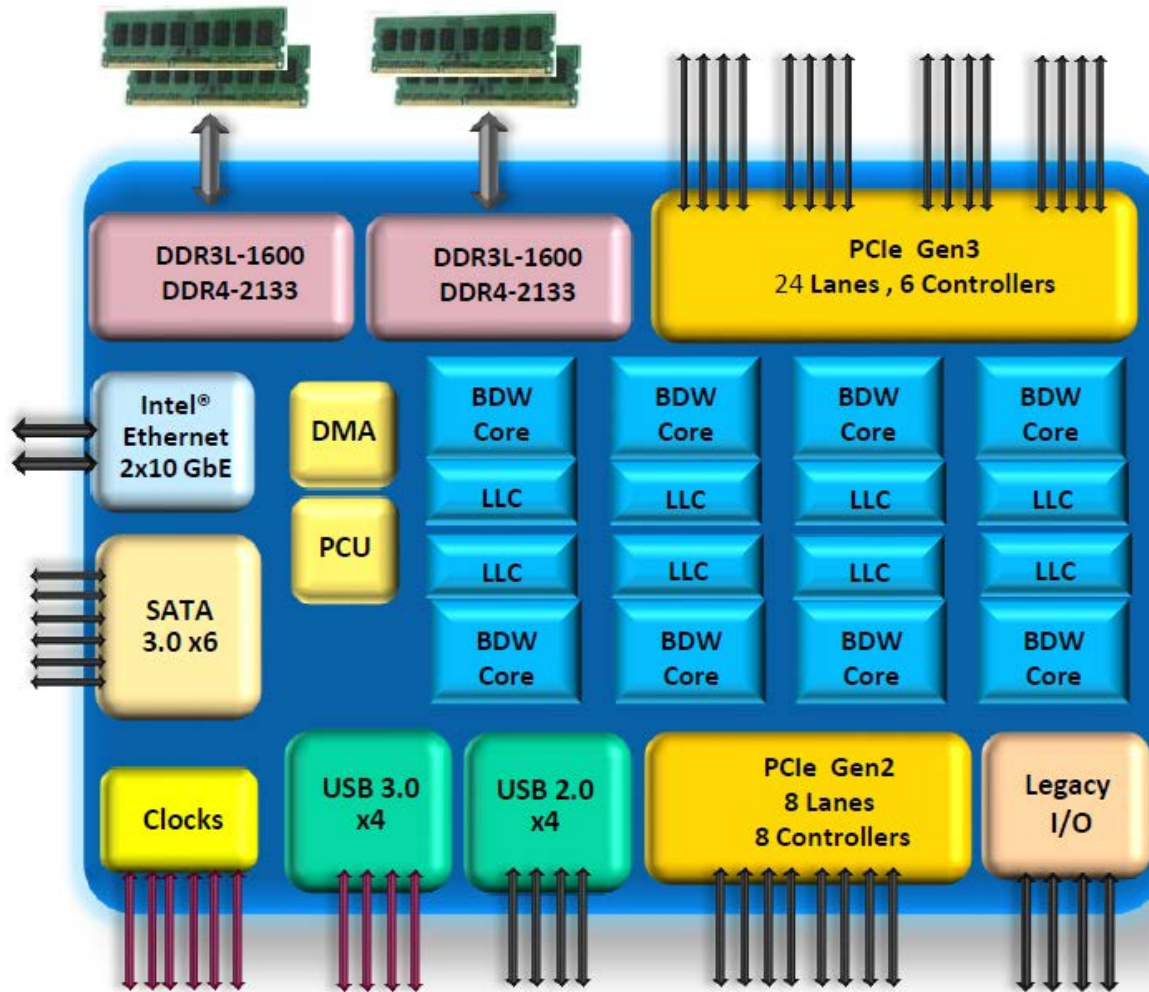 DDR3L-1600
DDR4-2133
DDR3L-1600
DDR4-2133
PCIe Gen3
24 Lanes , 6 Controllers
Intel®
Ethernet
2x10 GbE
DMA
PCU
BDW
Core
BDW
Core
BDW
Core
BDW
Core
LLC
LLC
LLC
LLC
LLC
LLC
LLC
LLC
BDW
Core
BDW
Core
BDW
Core
BDW
Core
SATA
3.0 x6
Clocks
USB 3.0
x4
USB 2.0
x4
PCIe Gen2
8 Lanes
8 Controllers
Legacy
I/O